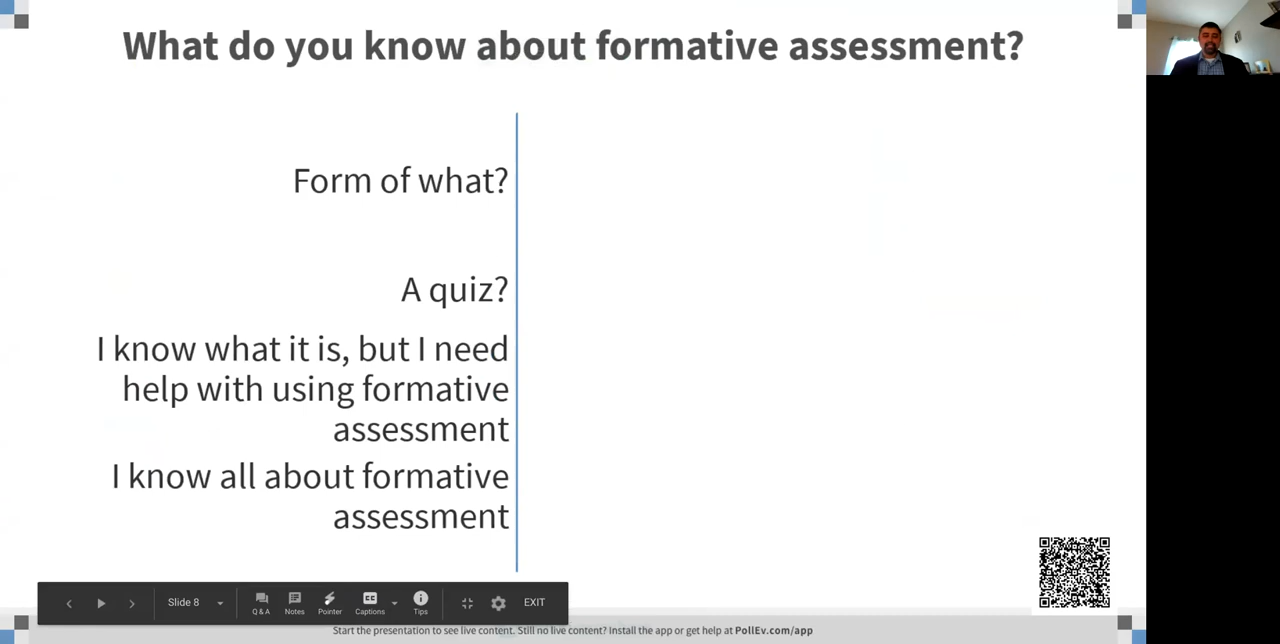 What do you know about formative assessment?
Form of what?
A quiz?
I know what it is, but I need
help with using formative
assessment
I know all about formative
assessment
Slide 8
Q & A
Notes
Pointer
CC
Captions
Tips
EXIT
Start the presentation to see live content. Still no live content? Install the app or get help at PollEv.com/app